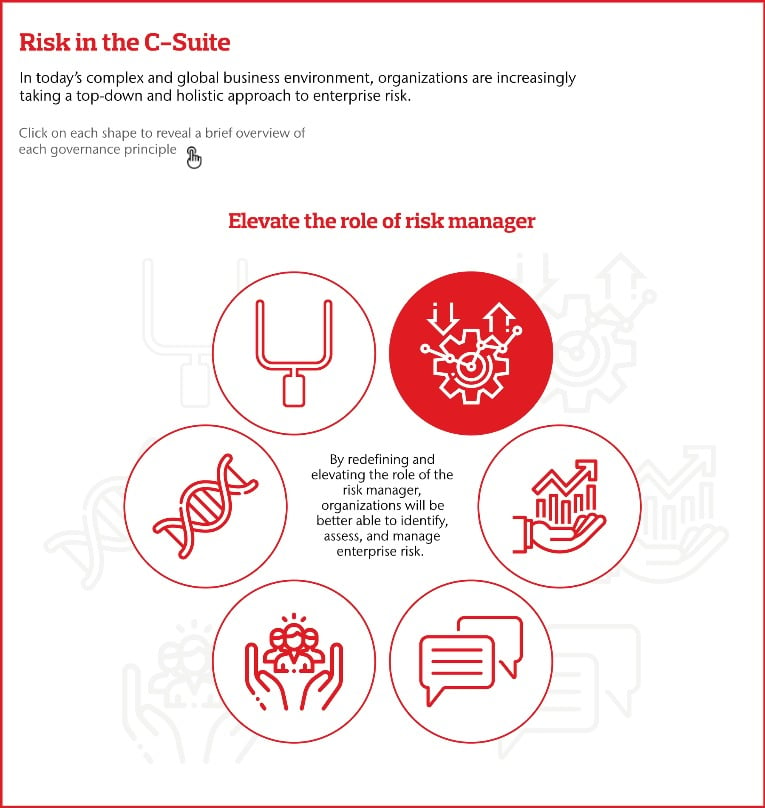 Risk in the C-Suite
In today's complex and global business environment, organizations are increasingly
taking a top-down and holistic approach to enterprise risk.
Click on each shape to reveal a brief overview of
each governance principle
Elevate the role of risk manager
By redefining and
elevating the role of the
risk manager,
organizations will be
better able to identify,
assess, and manage
enterprise risk.